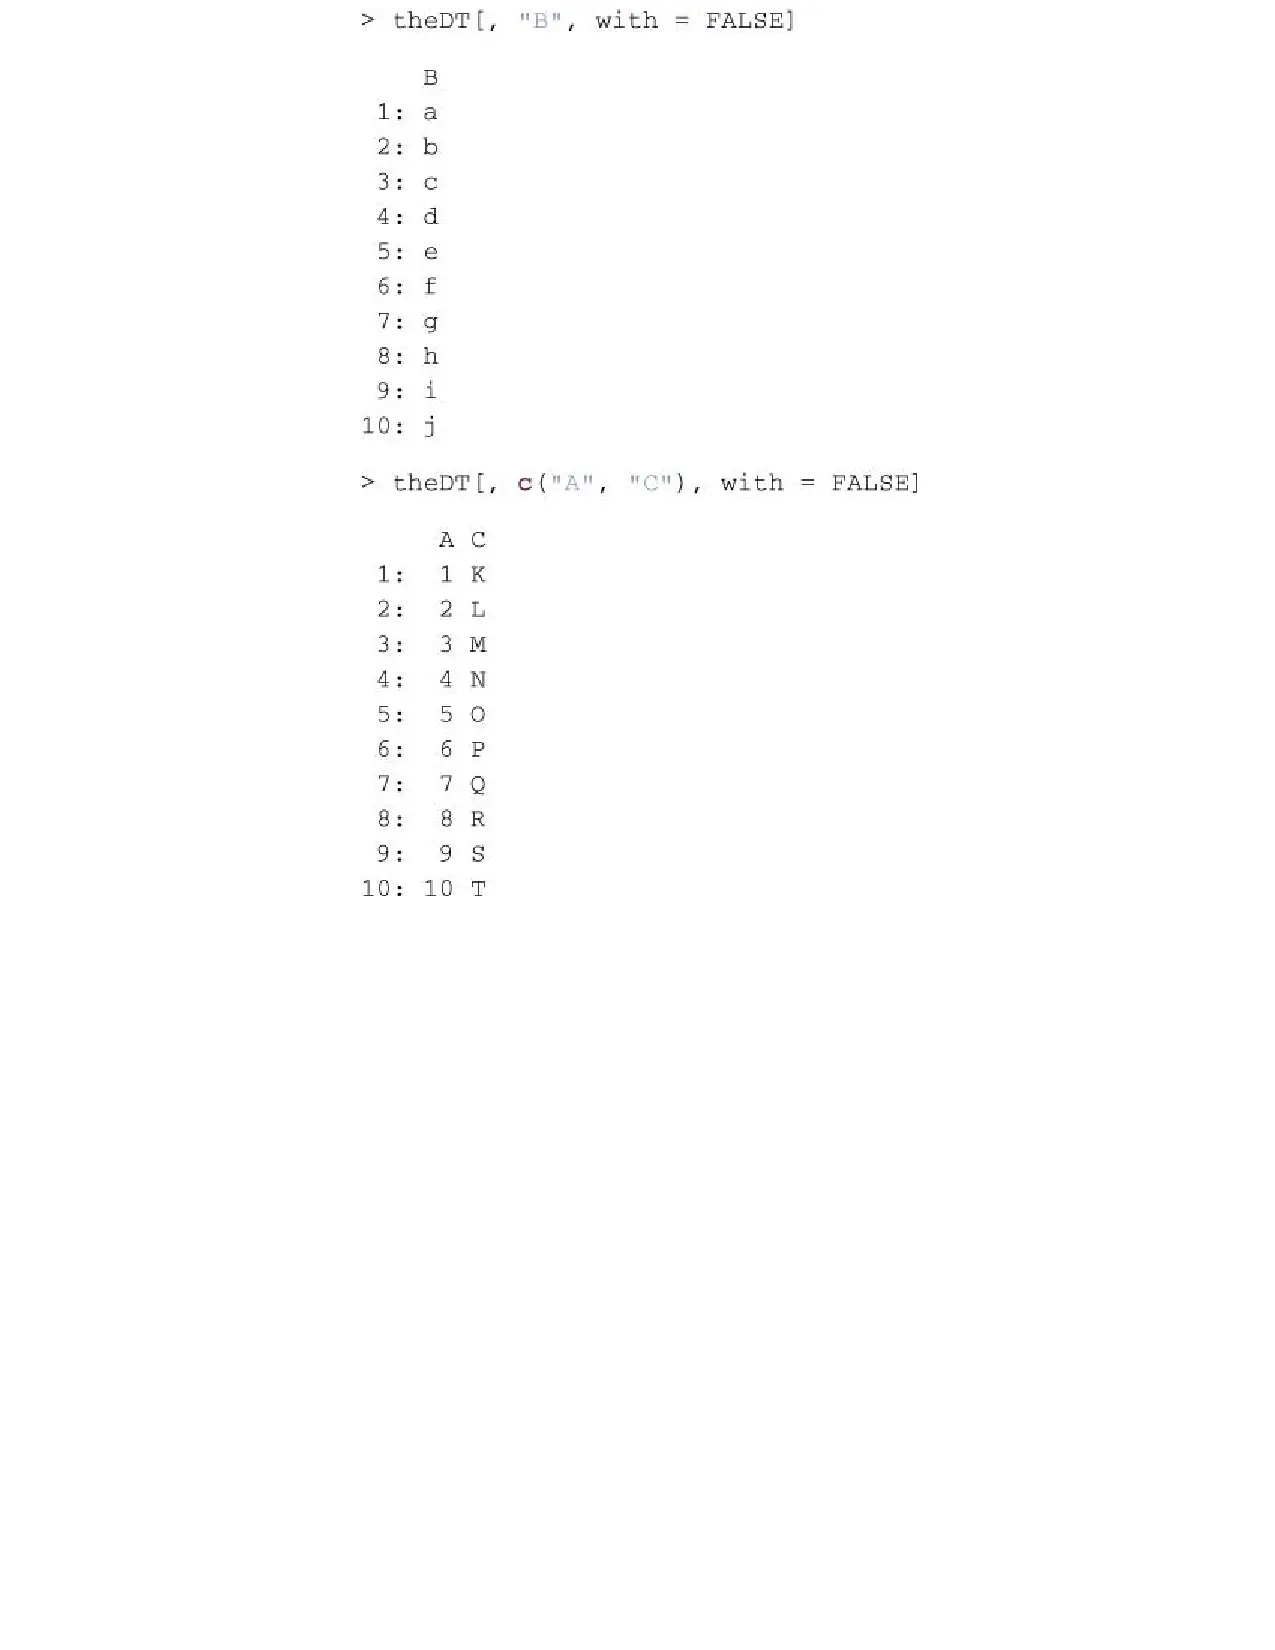 > theDT[, "B", with = FALSE]
B
1: a
2: b
3: c
4: d
5: e
6: f
7: g
8: h
9: i
10: j
> theDT[, c("A", "C"), with = FALSE]
A C
1: 1 K
2: 2 L
3: 3 M
4: 4 N
5: 5 O
6: 6 P
7: 7 Q
8: 8 R
9: 9 S
10: 10 T